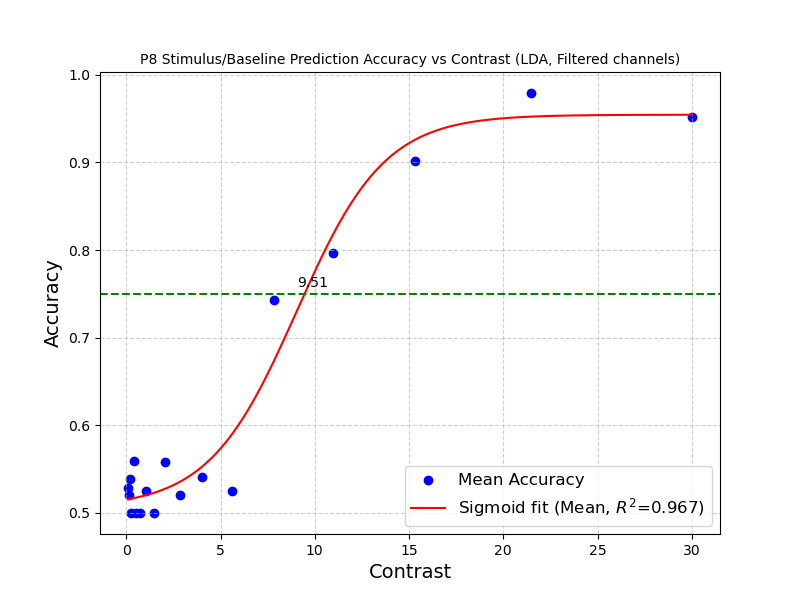 P8 Stimulus/Baseline Prediction Accuracy vs Contrast (LDA, Filtered channels)
1.0
0.9
0.8
0.7
0.6
0.5
Accuracy
9.51
Mean Accuracy
Sigmoid fit (Mean, R²=0.967)
0 5 10 15 20 25 30
Contrast